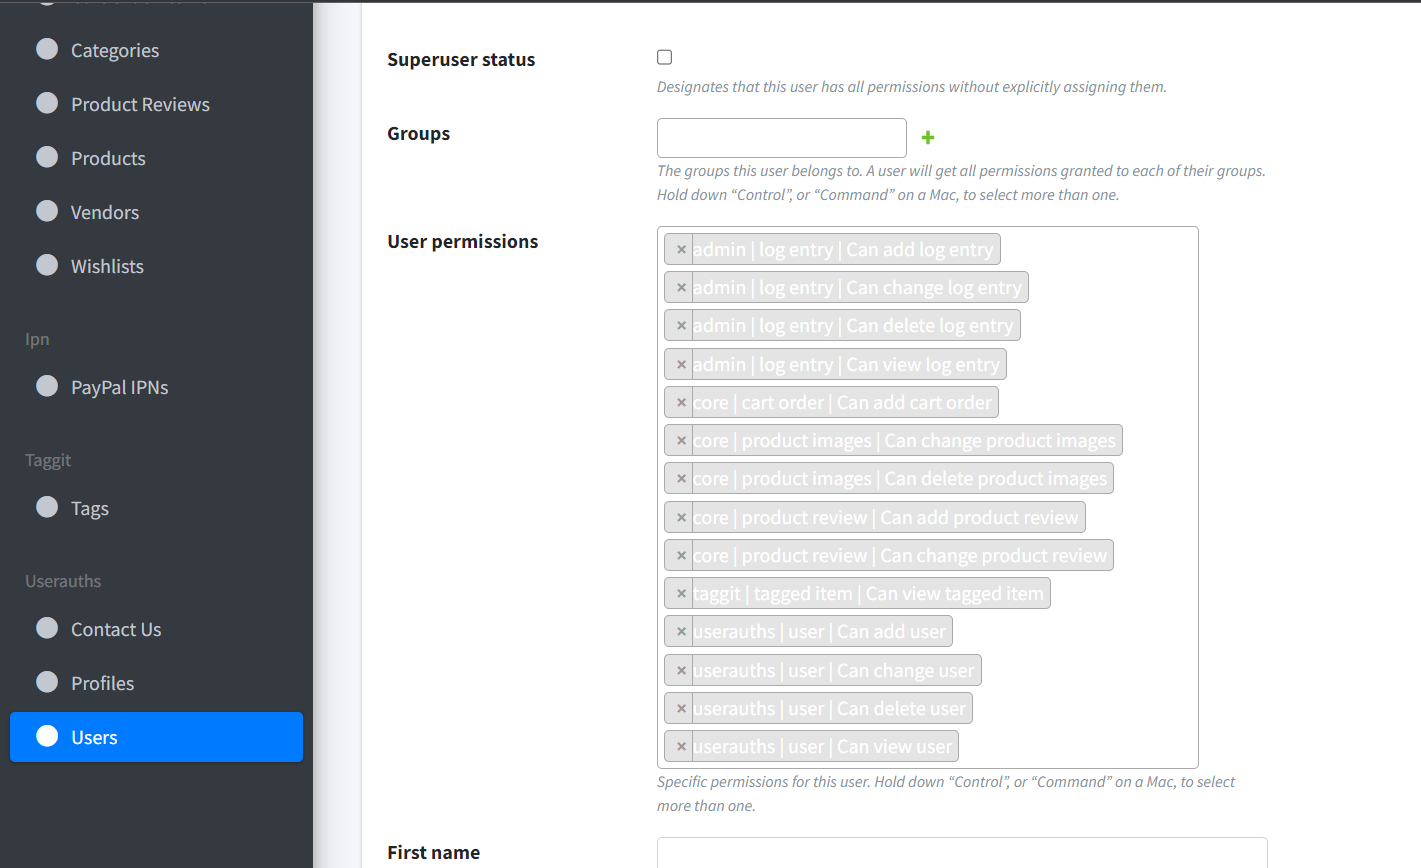 Categories
Product Reviews
Products
Vendors
Wishlists
Ipn
PayPal IPNs
Taggit
Tags
Userauths
Contact Us
Profiles
Users
Superuser status
Designates that this user has all permissions without explicitly assigning them.
Groups
The groups this user belongs to. A user will get all permissions granted to each of their groups.
Hold down “Control”, or “Command” on a Mac, to select more than one.
User permissions
× admin | log entry | Can add log entry
× admin | log entry | Can change log entry
× admin | log entry | Can delete log entry
× admin | log entry | Can view log entry
× core | cart order | Can add cart order
× core | product images | Can change product images
× core | product images | Can delete product images
× core | product review | Can add product review
× core | product review | Can change product review
× taggit | tagged item | Can view tagged item
× userauths | user | Can add user
× userauths | user | Can change user
× userauths | user | Can delete user
× userauths | user | Can view user
Specific permissions for this user. Hold down “Control”, or “Command” on a Mac, to select
more than one.
First name